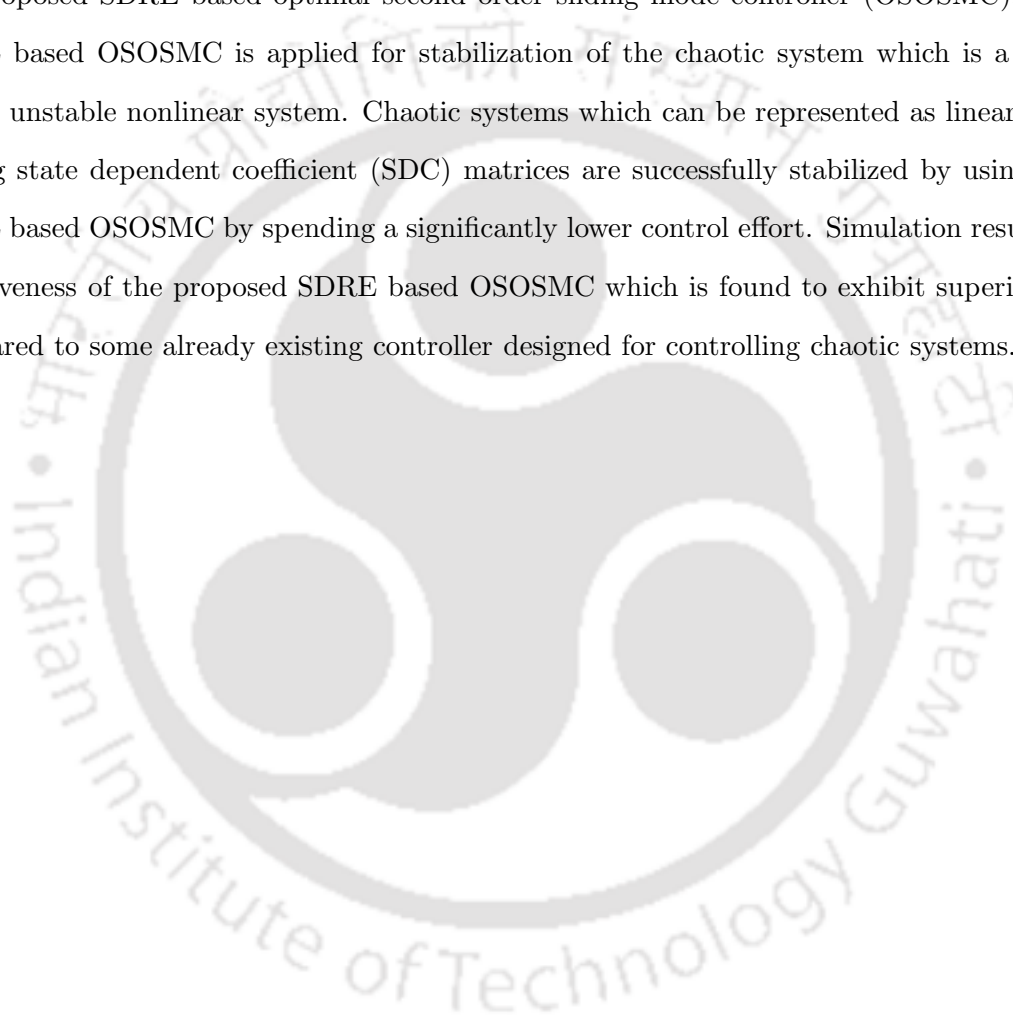 oposed SDRE based optimal second order sliding mode controller (OSOSMC)
based OSOSMC is applied for stabilization of the chaotic system which is a
unstable nonlinear system. Chaotic systems which can be represented as linear
g state dependent coefficient (SDC) matrices are successfully stabilized by usin
based OSOSMC by spending a significantly lower control effort. Simulation resu
iveness of the proposed SDRE based OSOSMC which is found to exhibit superi
ared to some already existing controller designed for controlling chaotic systems.
Indian Institute of Technology Guwahati